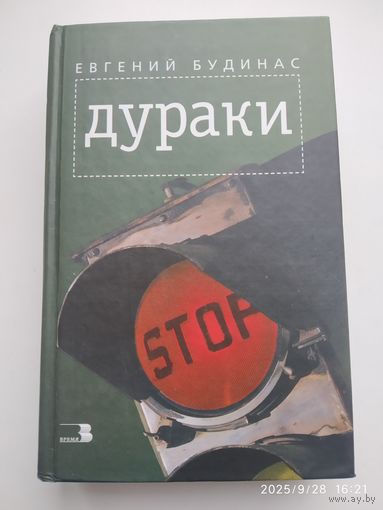 ЕВГЕНИЙ БУДИНАС
дураки
STOP
ВРЕМЯ
2025/9/28 16:21
ay.by